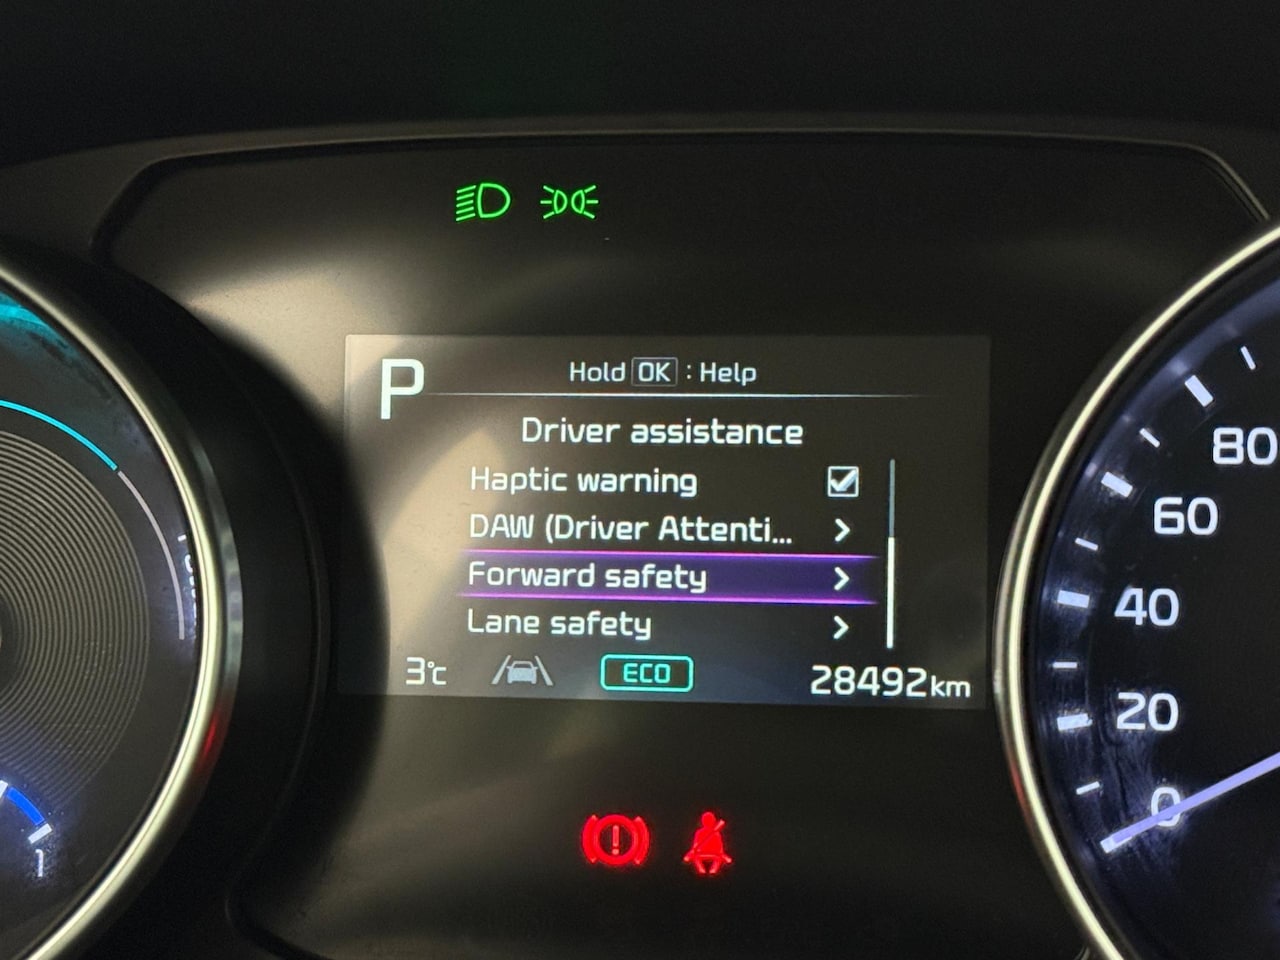 P
Hold OK : Help
Driver assistance
Haptic warning
DAW (Driver Attenti...
Forward safety
Lane safety
3°C
ECO
28492km
80
60
40
20
0
1